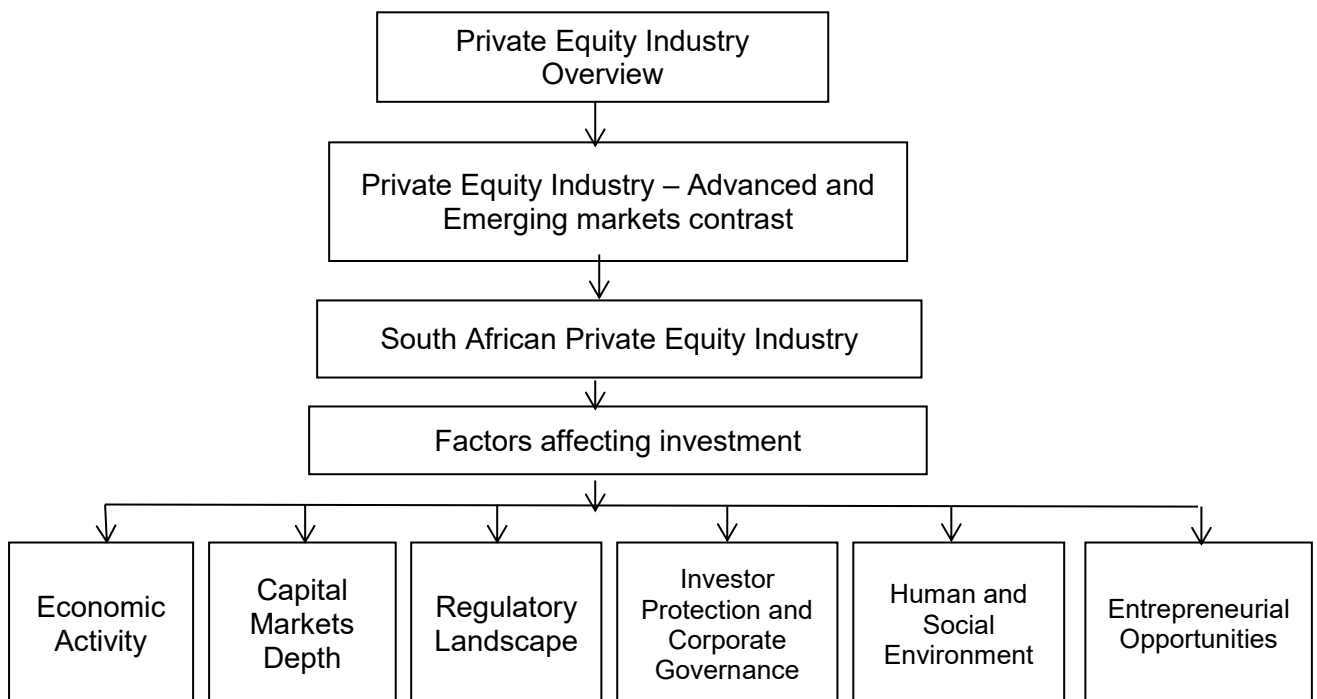 Private Equity Industry
Overview
Private Equity Industry – Advanced and
Emerging markets contrast
South African Private Equity Industry
Factors affecting investment
Economic
Activity
Capital
Markets
Depth
Regulatory
Landscape
Investor
Protection and
Corporate
Governance
Human and
Social
Environment
Entrepreneurial
Opportunities